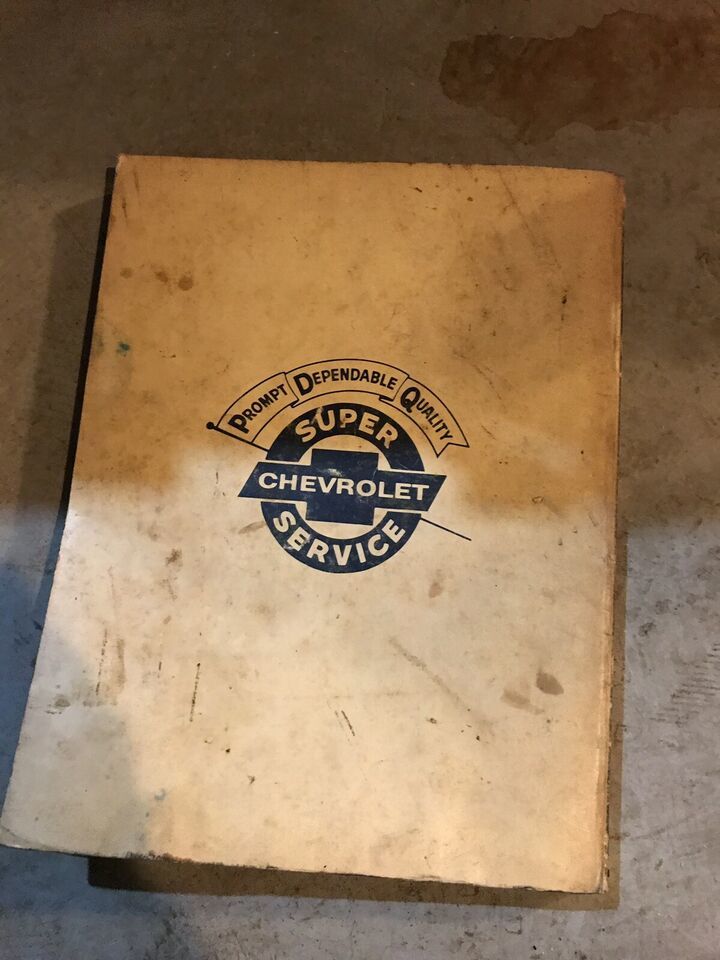 PROMPT DEPENDABLE QUALITY
SUPER
CHEVROLET
SERVICE